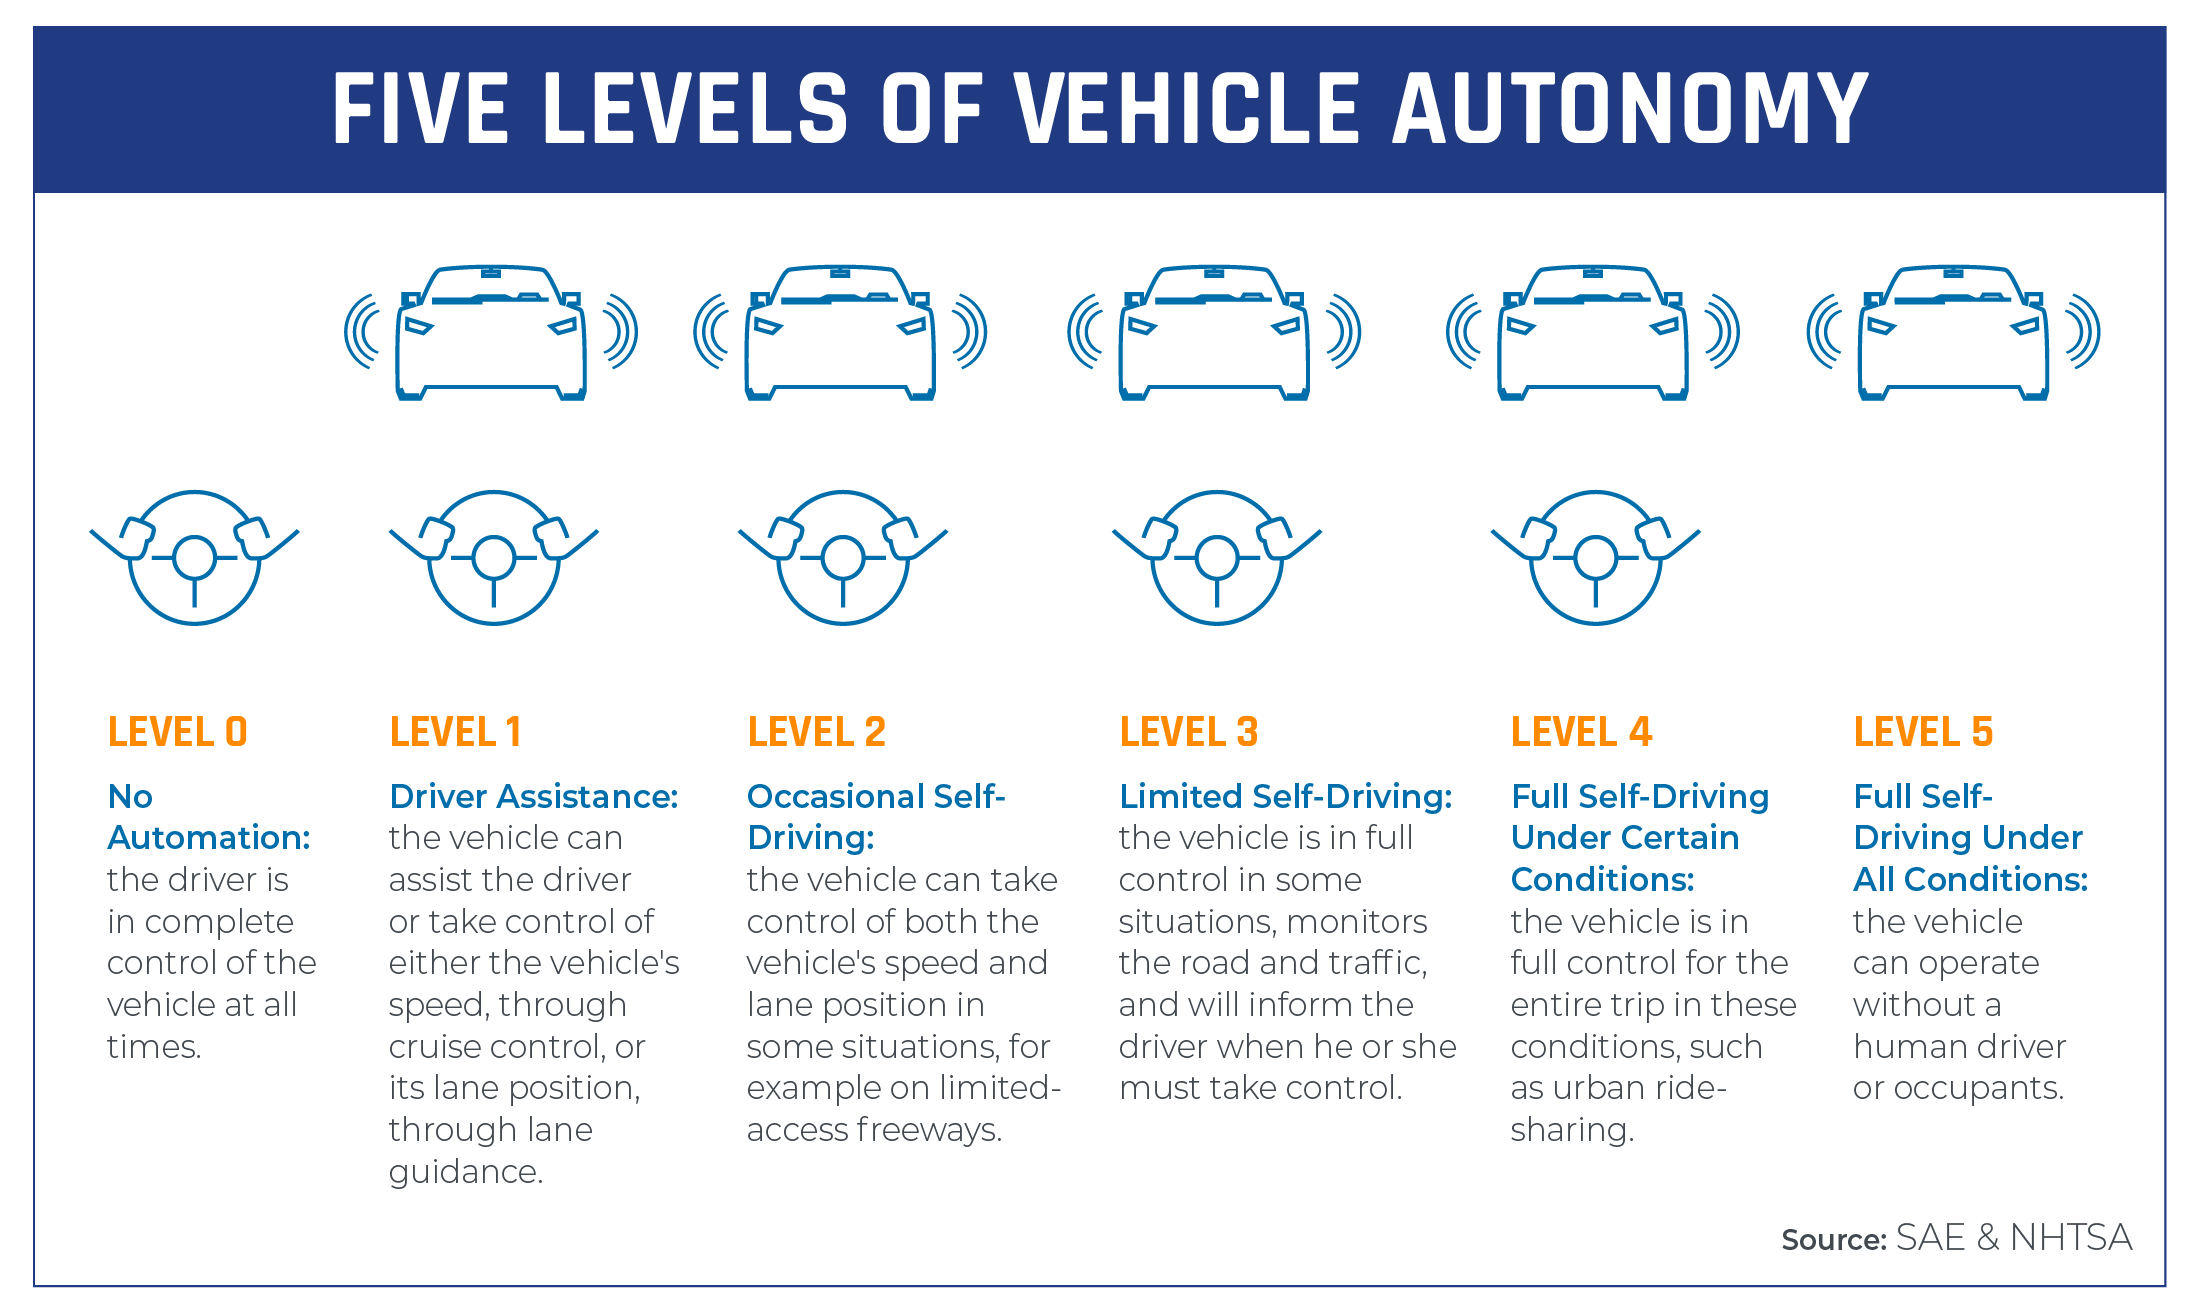 FIVE LEVELS OF VEHICLE AUTONOMY
LEVEL 0
No
Automation:
the driver is
in complete
control of the
vehicle at all
times.
LEVEL 1
Driver Assistance:
the vehicle can
assist the driver
or take control of
either the vehicle's
speed, through
cruise control, or
its lane position,
through lane
guidance.
LEVEL 2
Occasional Self-
Driving:
the vehicle can take
control of both the
vehicle's speed and
lane position in
some situations, for
example on limited-
access freeways.
LEVEL 3
Limited Self-Driving:
the vehicle is in full
control in some
situations, monitors
the road and traffic,
and will inform the
driver when he or she
must take control.
LEVEL 4
Full Self-Driving
Under Certain
Conditions:
the vehicle is in
full control for the
entire trip in these
conditions, such
as urban ride-
sharing.
LEVEL 5
Full Self-
Driving Under
All Conditions:
the vehicle
can operate
without a
human driver
or occupants.
Source: SAE & NHTSA